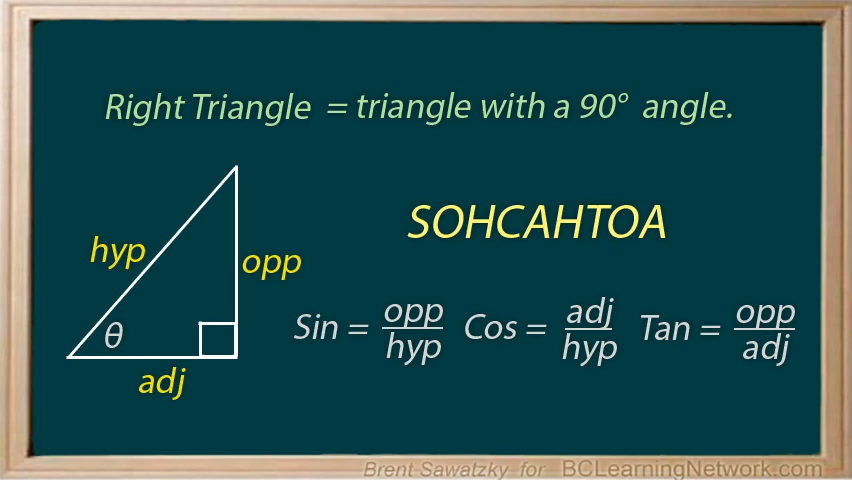 Right Triangle = triangle with a 90° angle.
SOHCAHTOA
hyp
opp
θ
adj
Sin = opp/hyp Cos = adj/hyp Tan = opp/adj
Brent Sawatzky for BCLearningNetwork.com